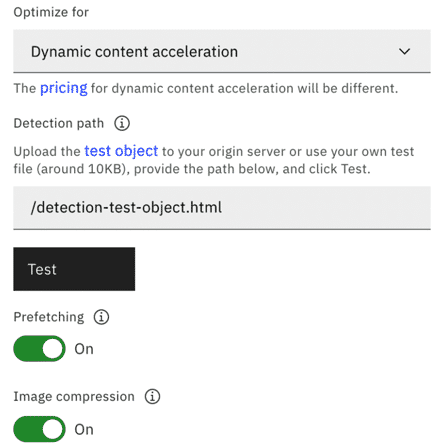 Optimize for
Dynamic content acceleration
The pricing for dynamic content acceleration will be different.
Detection path
Upload the test object to your origin server or use your own test
file (around 10KB), provide the path below, and click Test.
/detection-test-object.html
Test
Prefetching
On
Image compression
On